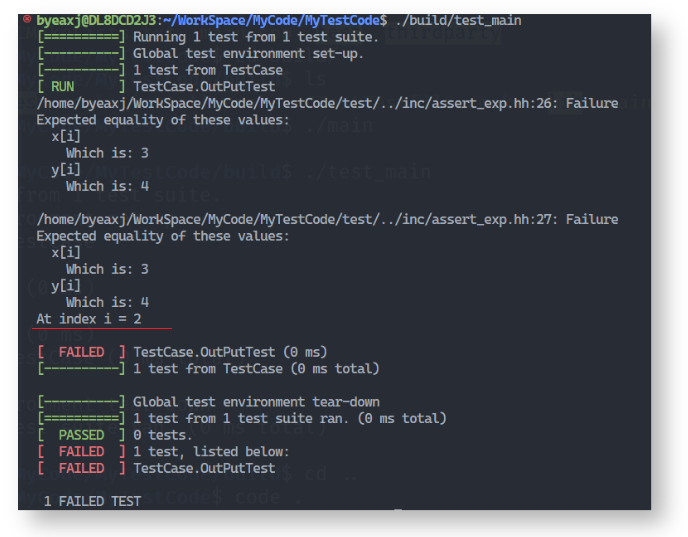 byeaxj@DL8DCD2J3:~/WorkSpace/MyCode/MyTestCode$ ./build/test_main
[==========] Running 1 test from 1 test suite.
[----------] Global test environment set-up.
[----------] 1 test from TestCase
[ RUN      ] TestCase.OutPutTest
/home/byeaxj/WorkSpace/MyCode/MyTestCode/test/../inc/assert_exp.hh:26: Failure
Expected equality of these values:
  x[i]
    Which is: 3
  y[i]
    Which is: 4
/home/byeaxj/WorkSpace/MyCode/MyTestCode/test/../inc/assert_exp.hh:27: Failure
Expected equality of these values:
  x[i]
    Which is: 3
  y[i]
    Which is: 4
At index i = 2
[  FAILED  ] TestCase.OutPutTest (0 ms)
[----------] 1 test from TestCase (0 ms total)
[----------] Global test environment tear-down
[==========] 1 test from 1 test suite ran. (0 ms total)
[  PASSED  ] 0 tests.
[  FAILED  ] 1 test, listed below:
[  FAILED  ] TestCase.OutPutTest
 1 FAILED TEST